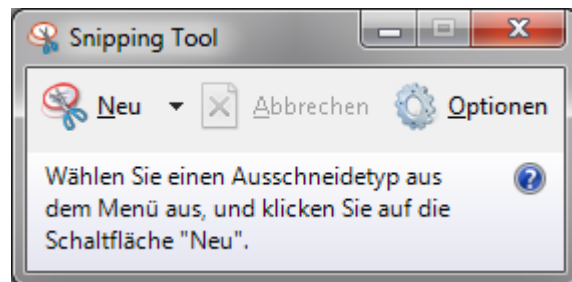 Snipping Tool
Neu Abbrechen Optionen
Wählen Sie einen Ausschneidetyp aus
dem Menü aus, und klicken Sie auf die
Schaltfläche "Neu".